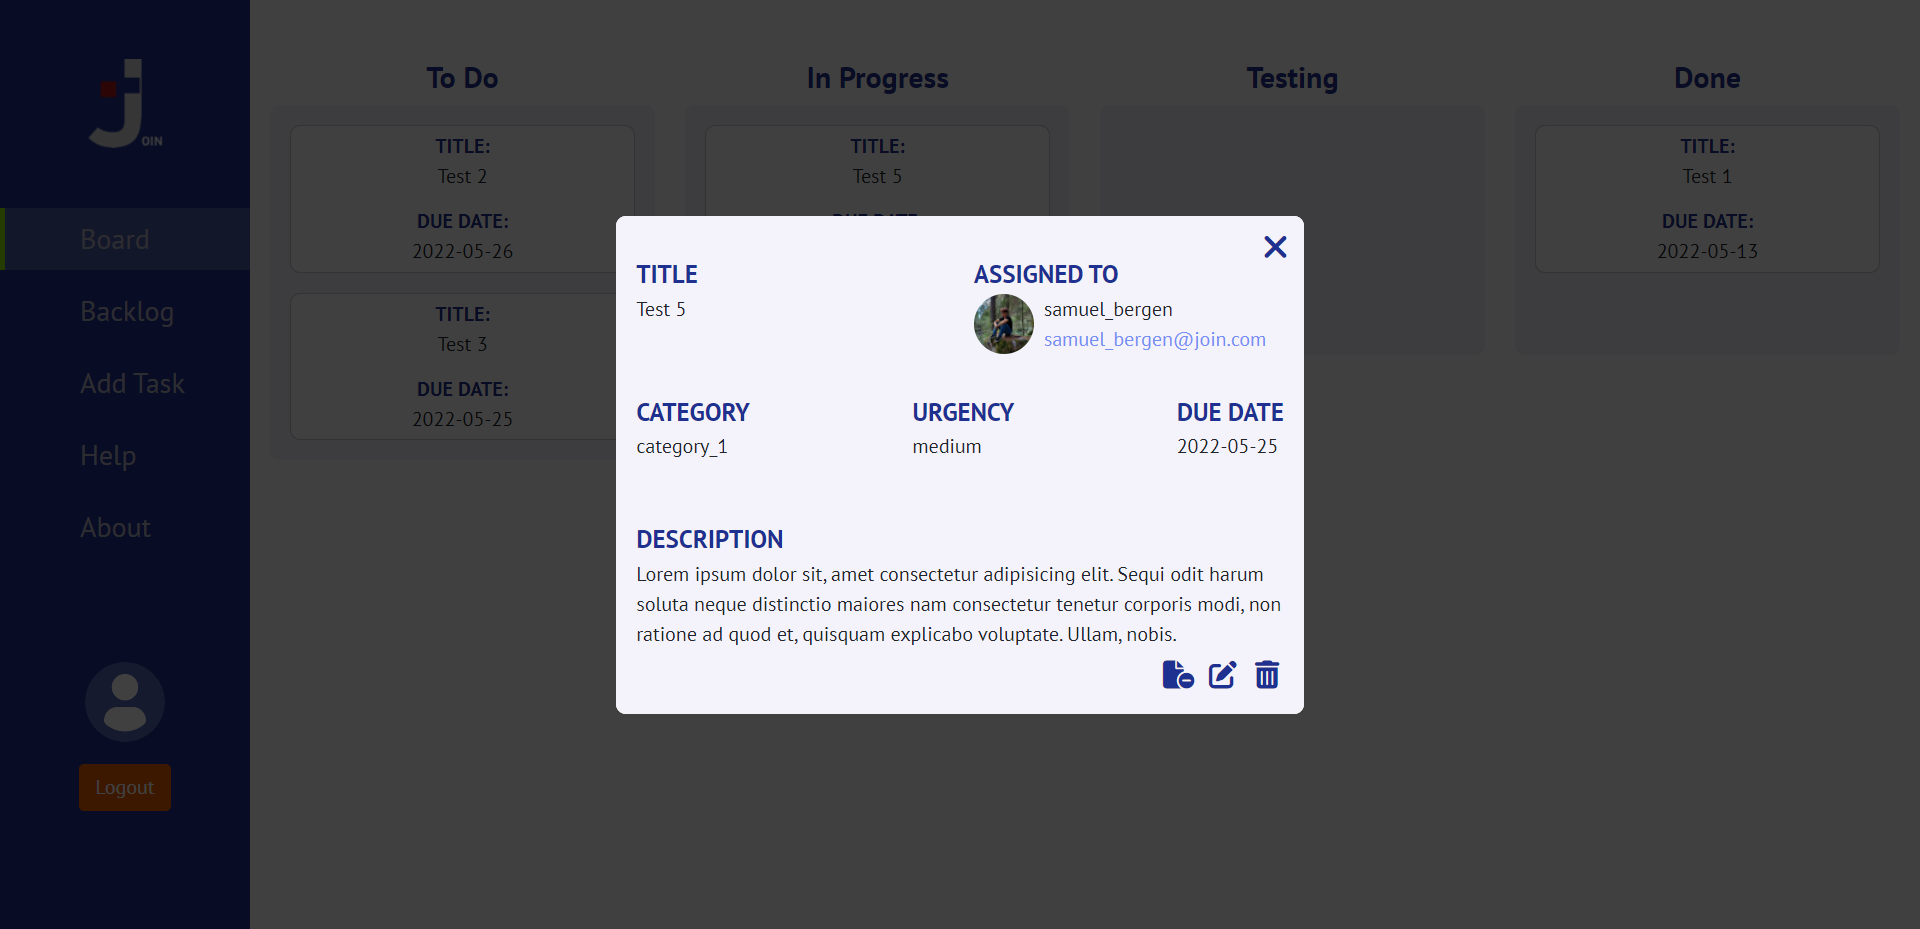 OIN
Board
Backlog
Add Task
Help
About
Logout
To Do
TITLE:
Test 2
DUE DATE:
2022-05-26
TITLE:
Test 3
DUE DATE:
2022-05-25
In Progress
TITLE:
Test 5
DUE DATE:
Testing
Done
TITLE:
Test 1
DUE DATE:
2022-05-13
TITLE
Test 5
ASSIGNED TO
samuel_bergen
samuel_bergen@join.com
CATEGORY
category_1
URGENCY
medium
DUE DATE
2022-05-25
DESCRIPTION
Lorem ipsum dolor sit, amet consectetur adipisicing elit. Sequi odit harum
soluta neque distinctio maiores nam consectetur tenetur corporis modi, non
ratione ad quod et, quisquam explicabo voluptate. Ullam, nobis.